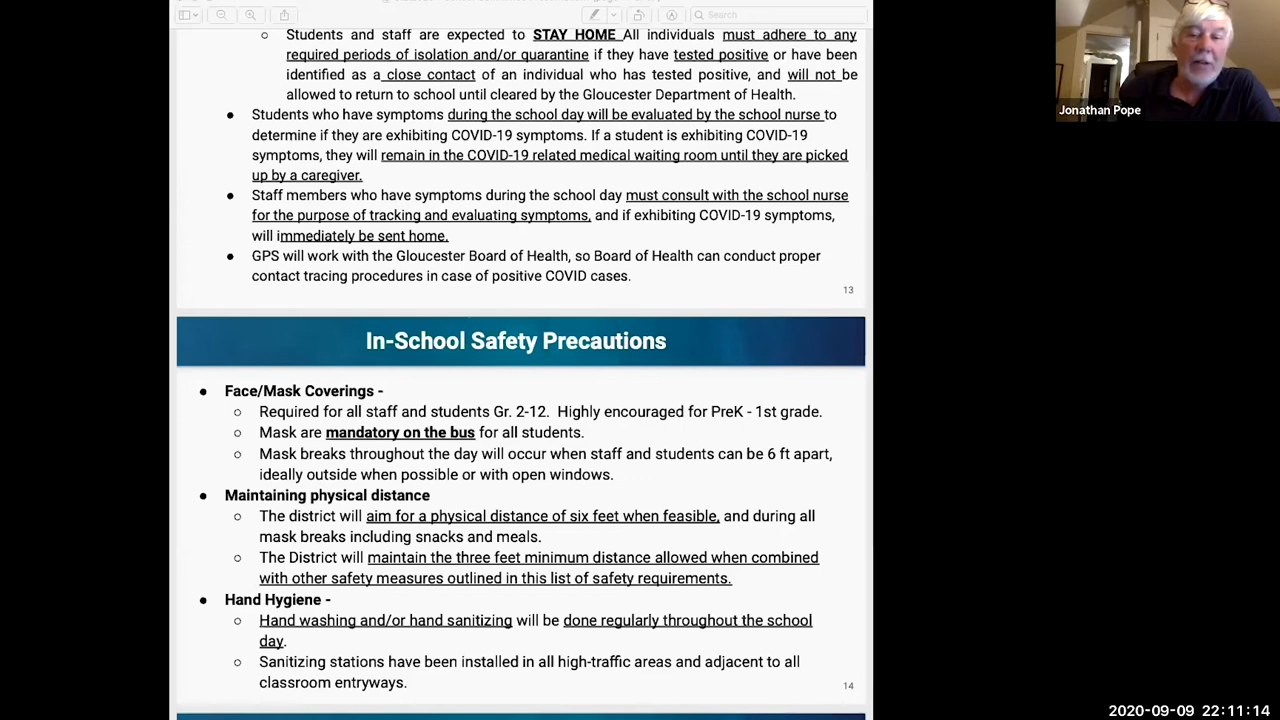 Search
Students and staff are expected to STAY HOME All individuals must adhere to any
required periods of isolation and/or quarantine if they have tested positive or have been
identified as a close contact of an individual who has tested positive, and will not be
allowed to return to school until cleared by the Gloucester Department of Health.
Students who have symptoms during the school day will be evaluated by the school nurse to
determine if they are exhibiting COVID-19 symptoms. If a student is exhibiting COVID-19
symptoms, they will remain in the COVID-19 related medical waiting room until they are picked
up by a caregiver.
Staff members who have symptoms during the school day must consult with the school nurse
for the purpose of tracking and evaluating symptoms, and if exhibiting COVID-19 symptoms,
will immediately be sent home.
GPS will work with the Gloucester Board of Health, so Board of Health can conduct proper
contact tracing procedures in case of positive COVID cases.
13
In-School Safety Precautions
Face/Mask Coverings -
Required for all staff and students Gr. 2-12. Highly encouraged for PreK - 1st grade.
Mask are mandatory on the bus for all students.
Mask breaks throughout the day will occur when staff and students can be 6 ft apart,
ideally outside when possible or with open windows.
Maintaining physical distance
The district will aim for a physical distance of six feet when feasible, and during all
mask breaks including snacks and meals.
The District will maintain the three feet minimum distance allowed when combined
with other safety measures outlined in this list of safety requirements.
Hand Hygiene -
Hand washing and/or hand sanitizing will be done regularly throughout the school
day.
Sanitizing stations have been installed in all high-traffic areas and adjacent to all
classroom entryways.
14
Jonathan Pope
2020-09-09 22:11:14